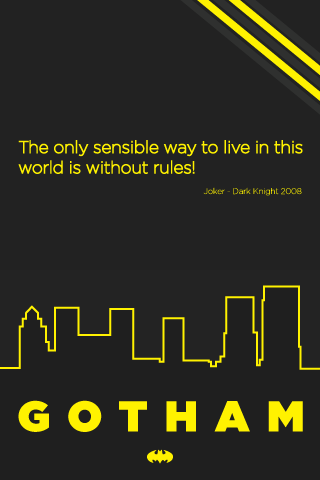 The only sensible way to live in this
world is without rules!
Joker - Dark Knight 2008
GOTHAM